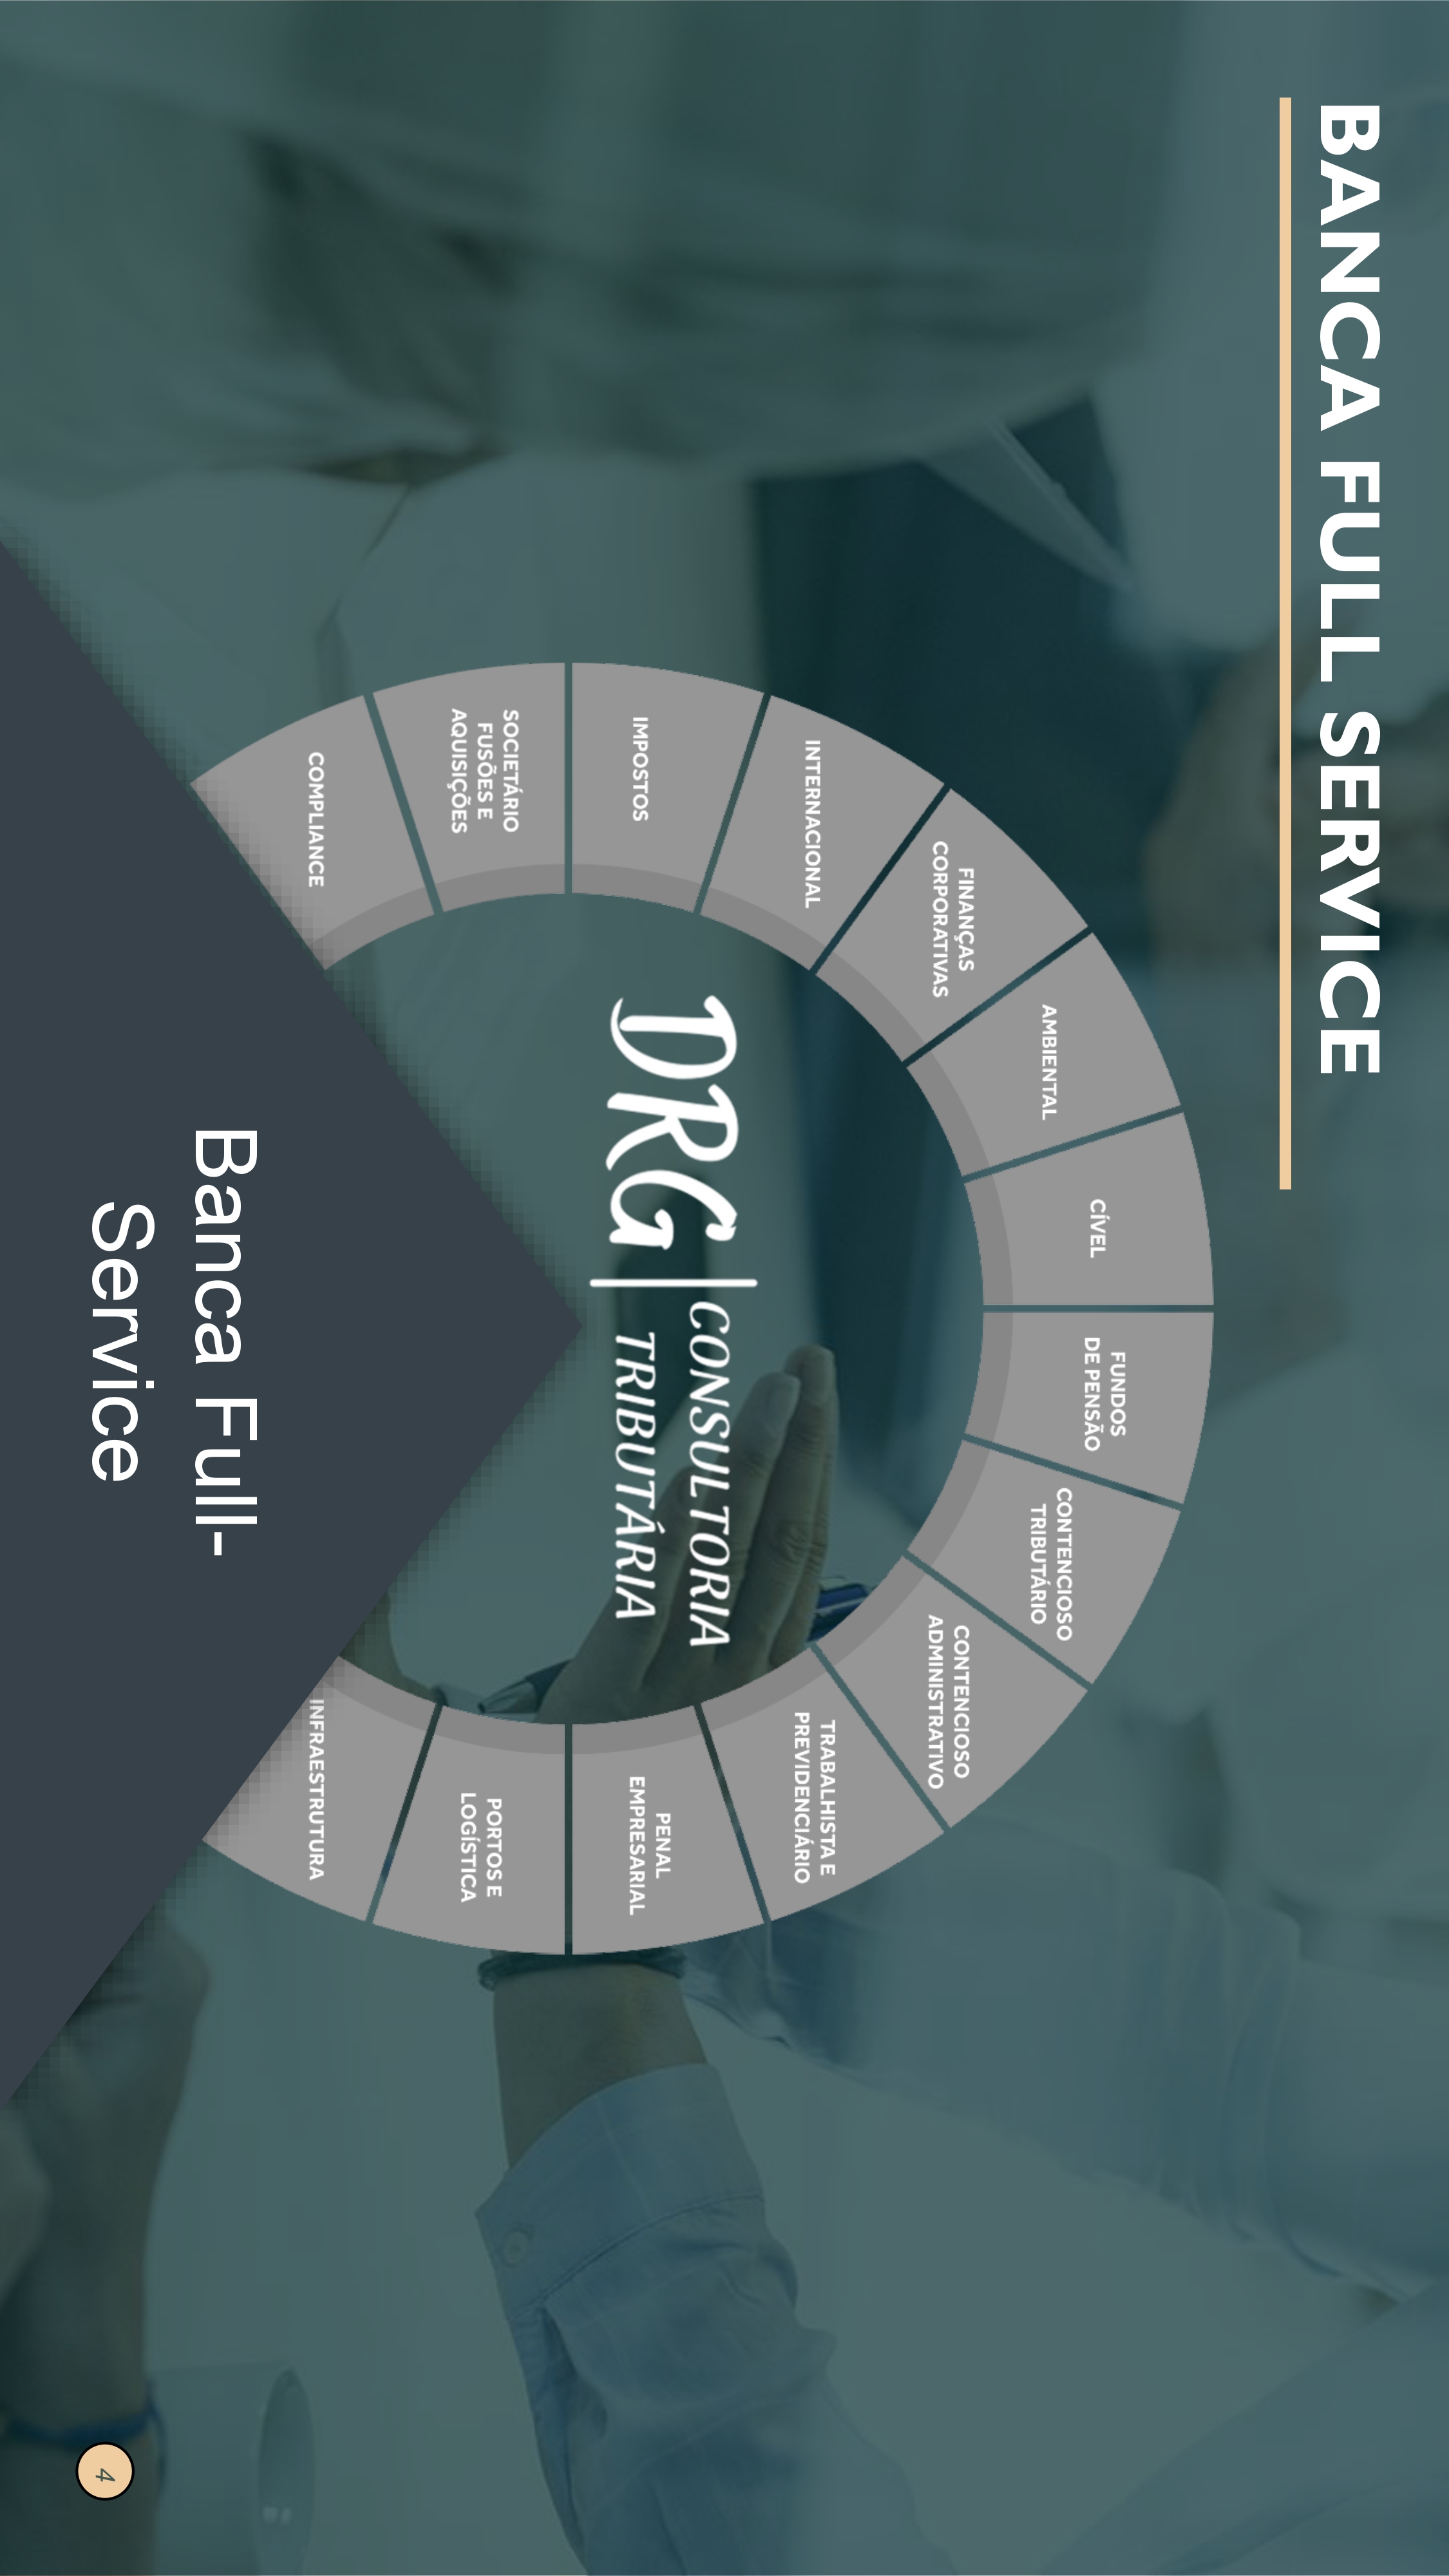 BANCA FULL SERVICE
CÍVEL
FUNDOS
DE PENSÃO
AMBIENTAL
CONTENCIOSO
TRIBUTÁRIO
FINANÇAS
CORPORATIVAS
CONTENCIOSO
ADMINISTRATIVO
INTERNACIONAL
TRABALHISTA E
PREVIDENCIÁRIO
DRG
CONSULTORIA
TRIBUTÁRIA
IMPOSTOS
PENAL
EMPRESARIAL
SOCIETÁRIO
FUSÕES E
AQUISIÇÕES
PORTOS E
LOGÍSTICA
COMPLIANCE
INFRAESTRUTURA
Banca Full-
Service
4